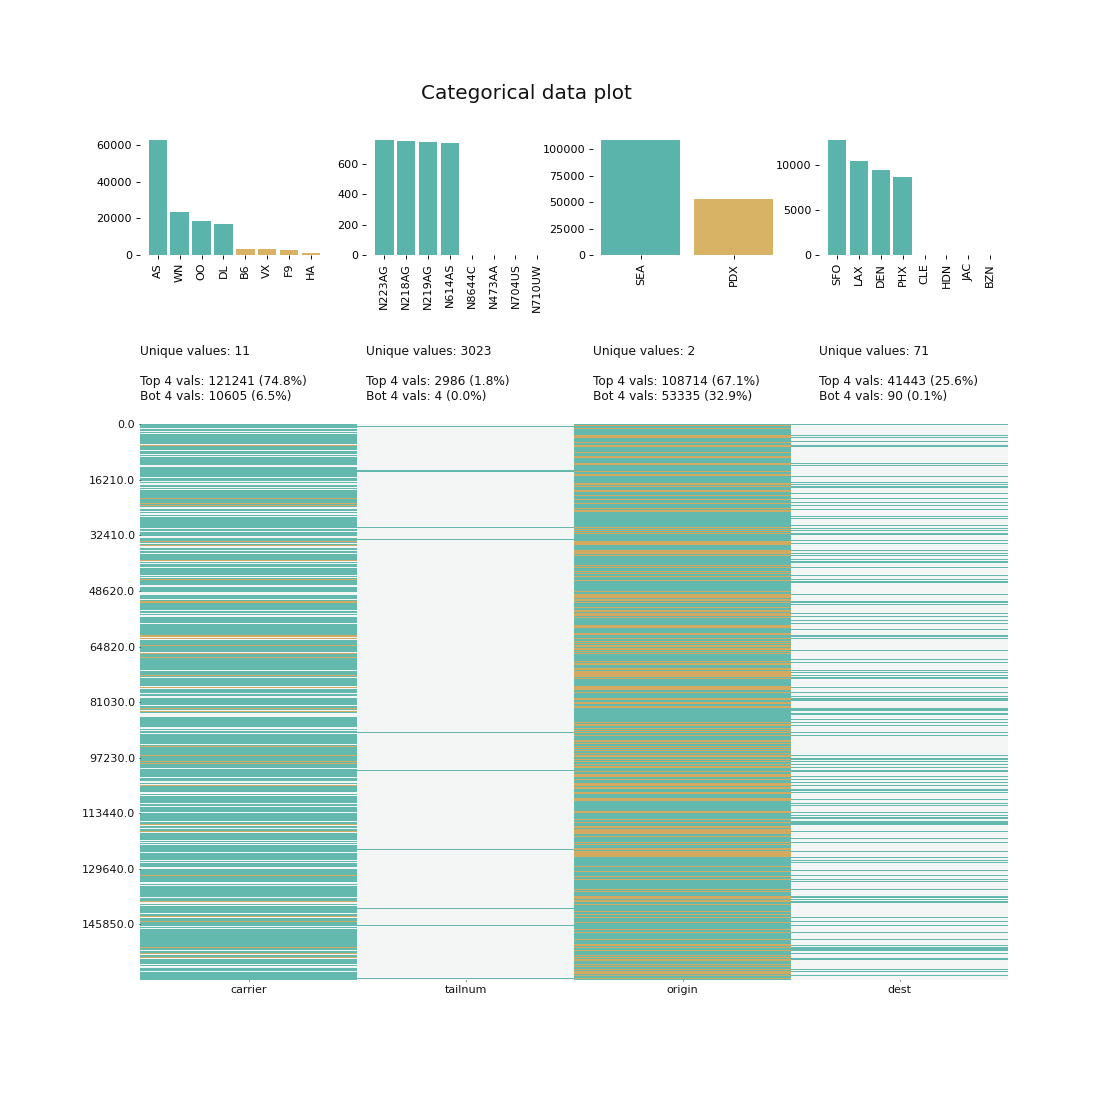 Categorical data plot
60000
40000
20000
0
AS
WN
OO
DL
B6
VX
F9
HA
600
400
200
0
N223AG
N218AG
N219AG
N614AS
N8644C
N473AA
N704US
N710UW
100000
75000
50000
25000
0
SEA
PDX
10000
5000
0
SFO
LAX
DEN
PHX
CLE
HDN
JAC
BZN
Unique values: 11
Top 4 vals: 121241 (74.8%)
Bot 4 vals: 10605 (6.5%)
Unique values: 3023
Top 4 vals: 2986 (1.8%)
Bot 4 vals: 4 (0.0%)
Unique values: 2
Top 4 vals: 108714 (67.1%)
Bot 4 vals: 53335 (32.9%)
Unique values: 71
Top 4 vals: 41443 (25.6%)
Bot 4 vals: 90 (0.1%)
0.0
16210.0
32410.0
48620.0
64820.0
81030.0
97230.0
113440.0
129640.0
145850.0
carrier
tailnum
origin
dest